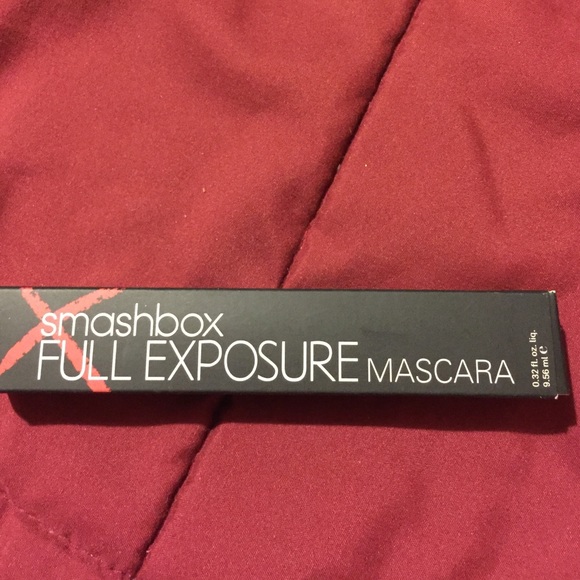 smashbox
FULL EXPOSURE MASCARA
0.32 fl. oz. liq.
9.56 ml ℮